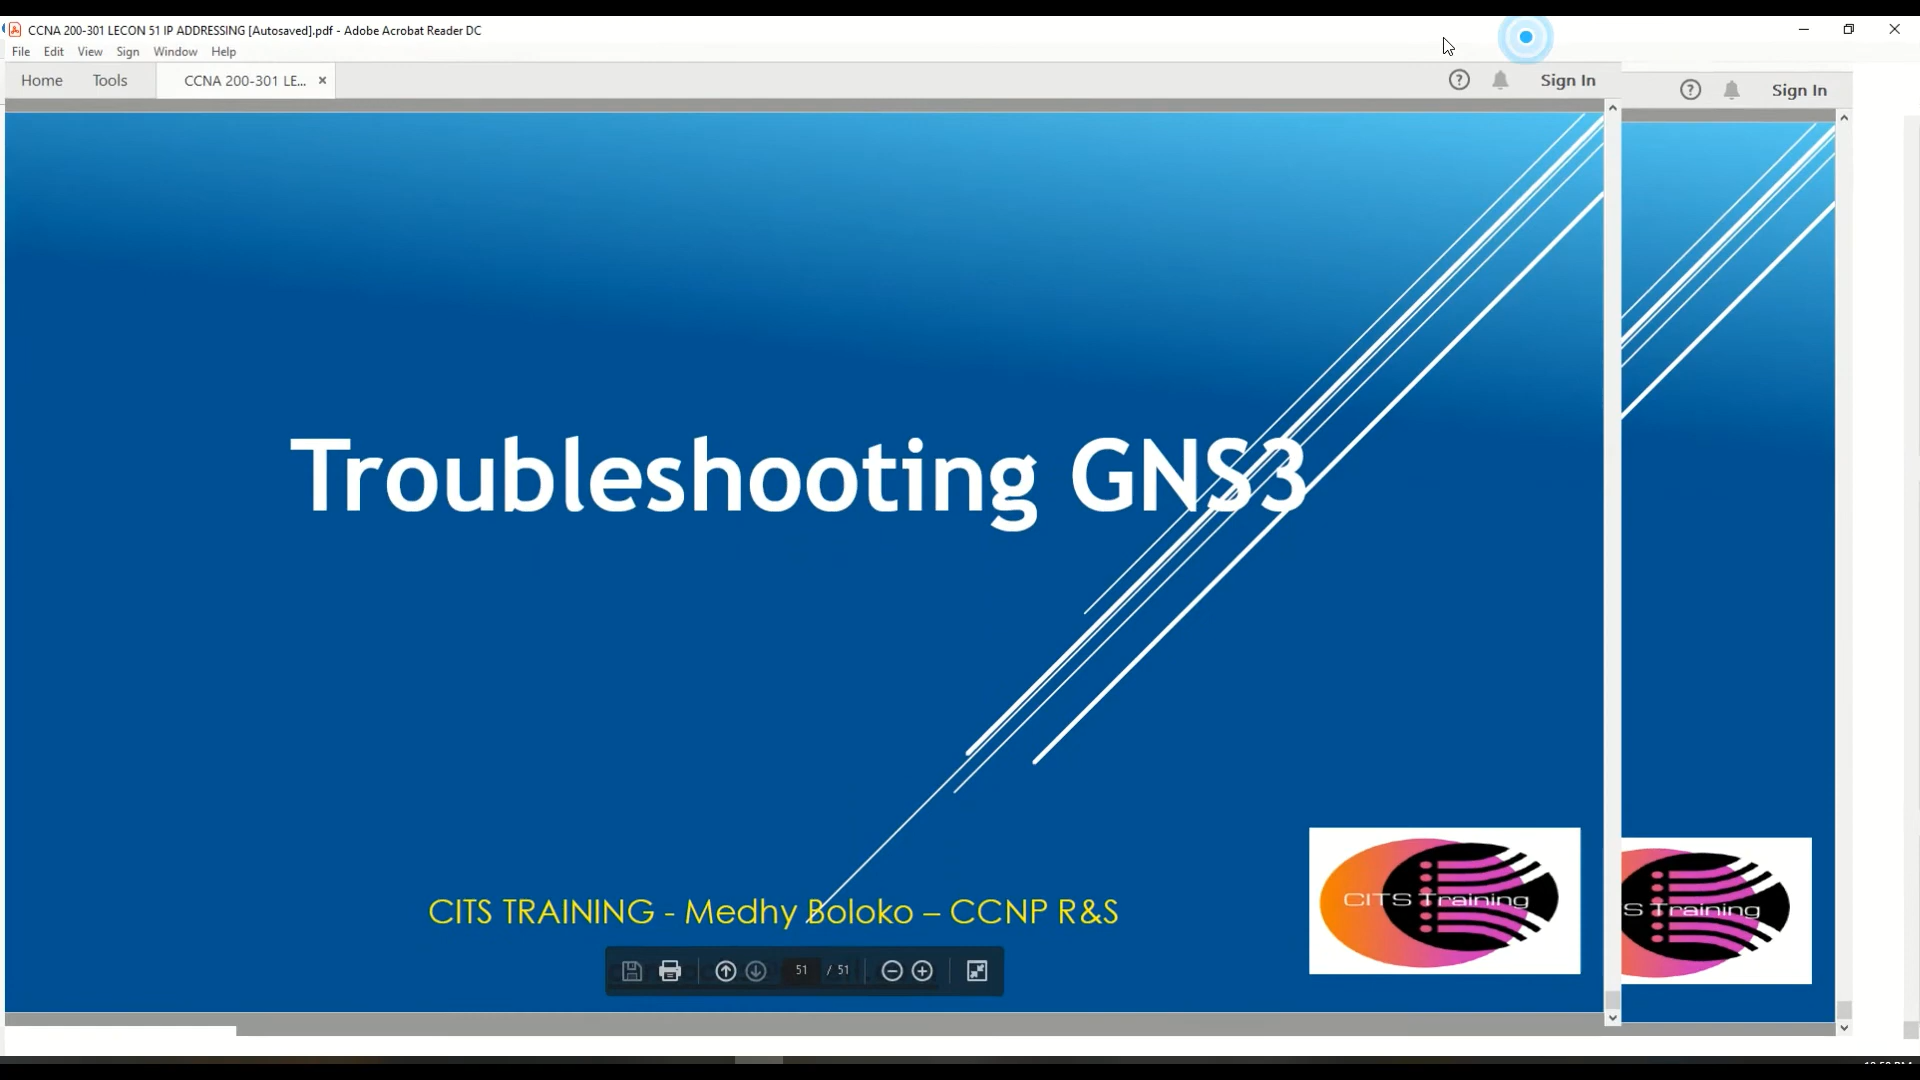 CCNA 200-301 LECON 51 IP ADDRESSING [Autosaved].pdf - Adobe Acrobat Reader DC
File Edit View Sign Window Help
Home Tools CCNA 200-301 LE... × ? Sign In ? Sign In
Troubleshooting GNS3
CITS Training
S Training
CITS TRAINING - Medhy Boloko – CCNP R&S
51 / 51